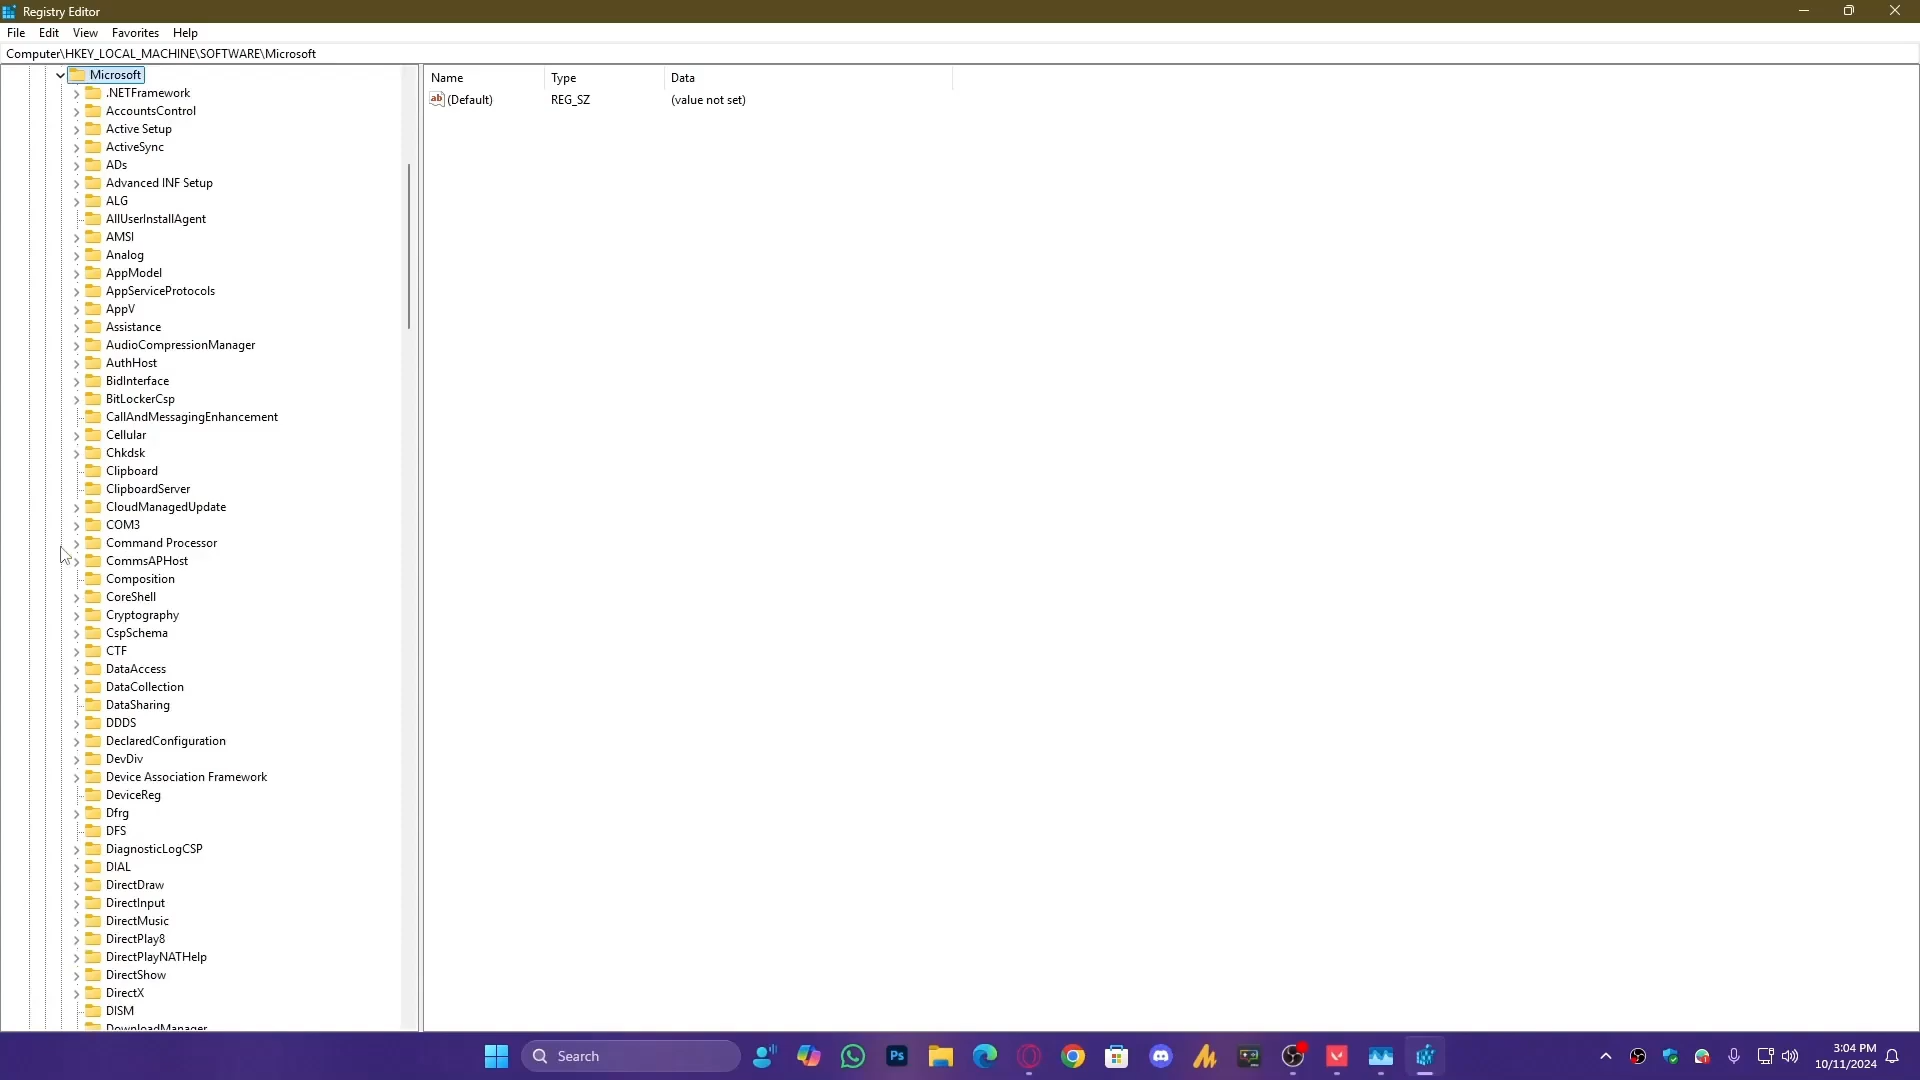 Registry Editor
File Edit View Favorites Help
Computer\HKEY_LOCAL_MACHINE\SOFTWARE\Microsoft
Microsoft
.NETFramework
AccountsControl
Active Setup
ActiveSync
ADs
Advanced INF Setup
ALG
AllUserInstallAgent
AMSI
Analog
AppModel
AppServiceProtocols
AppV
Assistance
AudioCompressionManager
AuthHost
BidInterface
BitLockerCsp
CallAndMessagingEnhancement
Cellular
Chkdsk
Clipboard
ClipboardServer
CloudManagedUpdate
COM3
Command Processor
CommsAPHost
Composition
CoreShell
Cryptography
CspSchema
CTF
DataAccess
DataCollection
DataSharing
DDDS
DeclaredConfiguration
DevDiv
Device Association Framework
DeviceReg
Dfrg
DFS
DiagnosticLogCSP
DIAL
DirectDraw
DirectInput
DirectMusic
DirectPlay8
DirectPlayNATHelp
DirectShow
DirectX
DISM
DownloadManager
Name Type Data
ab (Default) REG_SZ (value not set)
Search
Ps
3:04 PM
10/11/2024